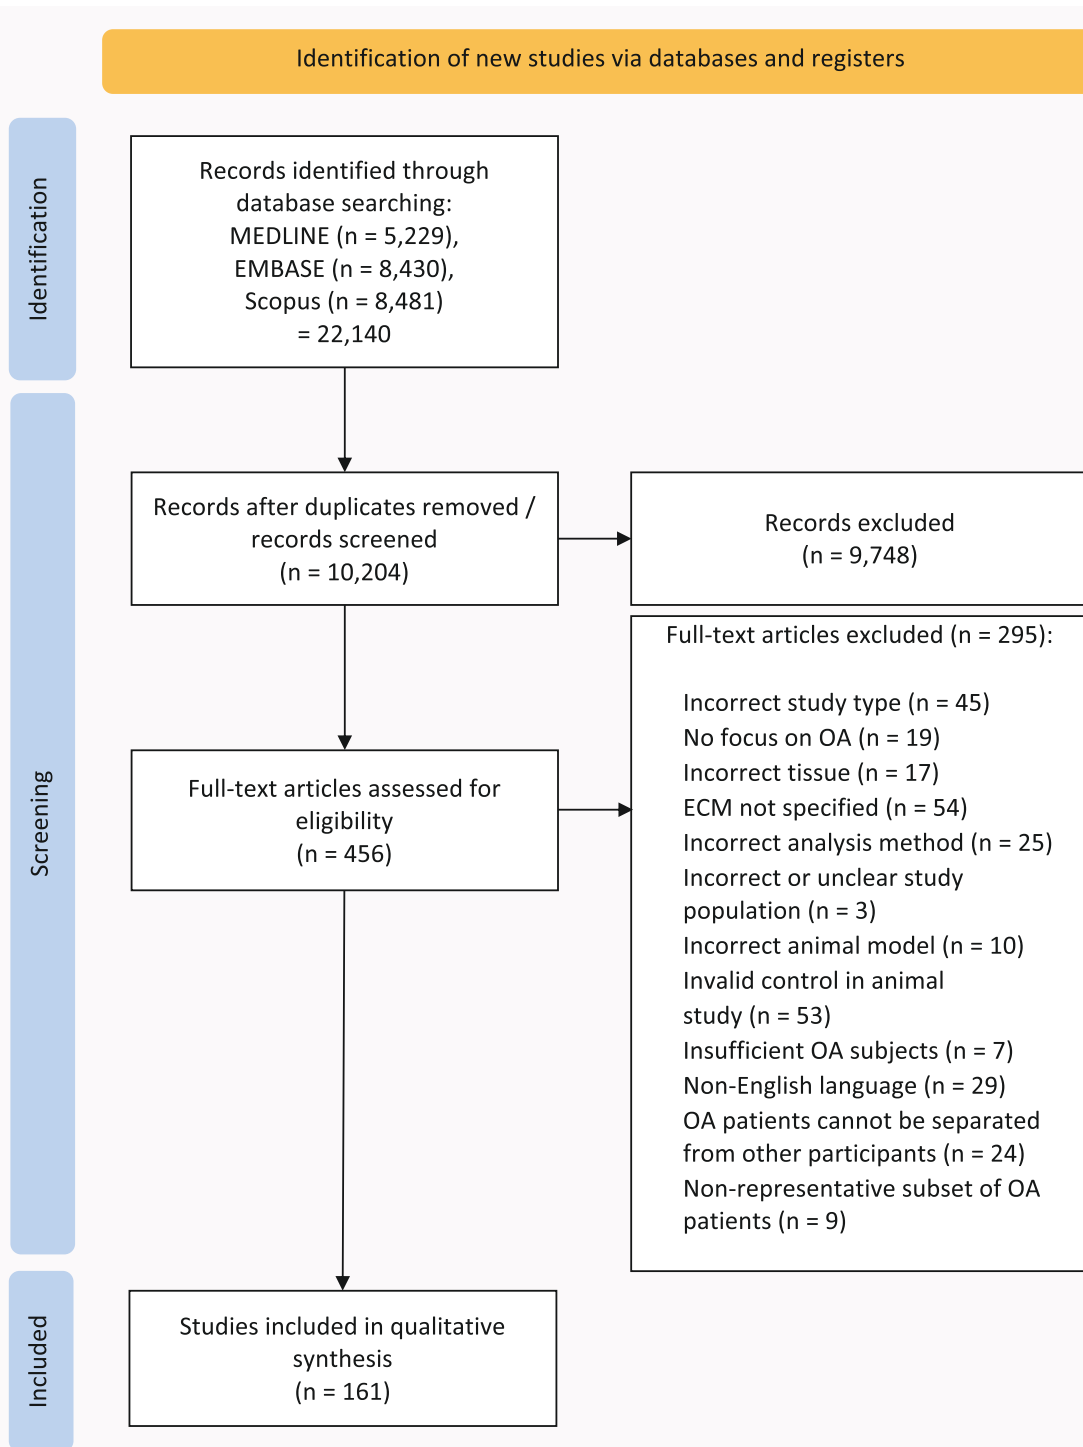 Identification of new studies via databases and registers
Identification
Records identified through
database searching:
MEDLINE (n = 5,229),
EMBASE (n = 8,430),
Scopus (n = 8,481)
= 22,140
Screening
Records after duplicates removed /
records screened
(n = 10,204)
Records excluded
(n = 9,748)
Full-text articles assessed for
eligibility
(n = 456)
Full-text articles excluded (n = 295):
Incorrect study type (n = 45)
No focus on OA (n = 19)
Incorrect tissue (n = 17)
ECM not specified (n = 54)
Incorrect analysis method (n = 25)
Incorrect or unclear study
population (n = 3)
Incorrect animal model (n = 10)
Invalid control in animal
study (n = 53)
Insufficient OA subjects (n = 7)
Non-English language (n = 29)
OA patients cannot be separated
from other participants (n = 24)
Non-representative subset of OA
patients (n = 9)
Included
Studies included in qualitative
synthesis
(n = 161)